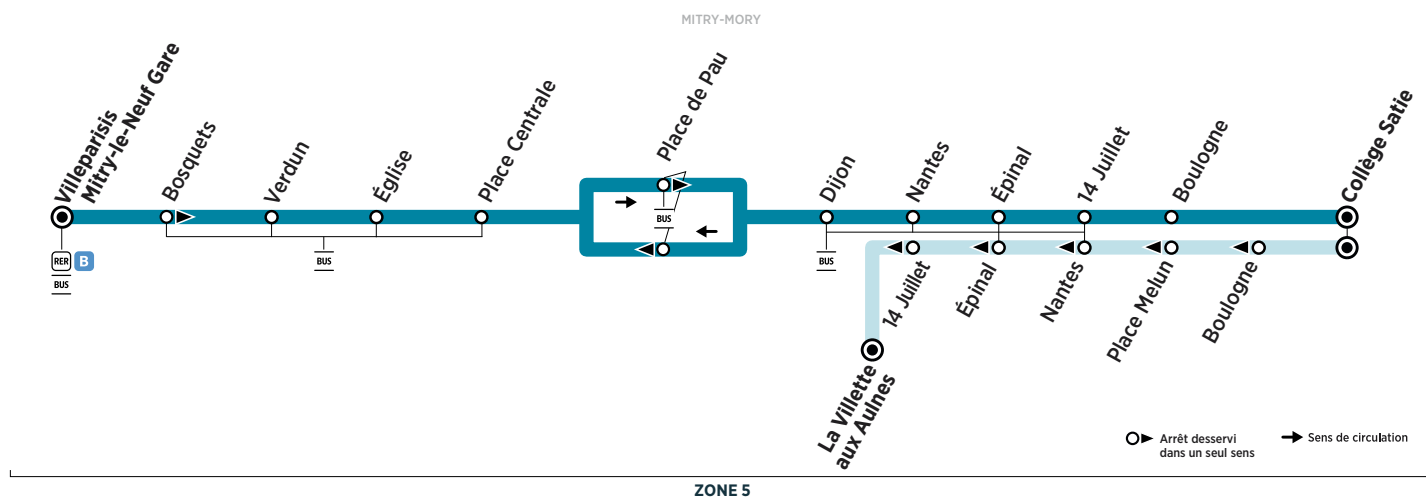 MITRY-MORY
Villeparisis
Mitry-le-Neuf Gare
Bosquets
Verdun
Église
Place Centrale
Place de Pau
Dijon
Nantes
Épinal
14 Juillet
Boulogne
Collège Satie
RER B
BUS
BUS
BUS
BUS
14 Juillet
Épinal
Nantes
Place Melun
Boulogne
La Villette
aux Aulnes
Arrêt desservi
dans un seul sens
Sens de circulation
ZONE 5